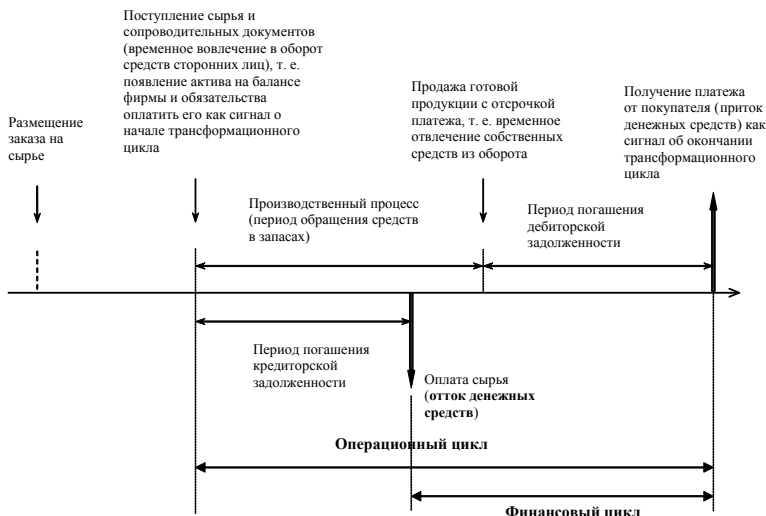 Поступление сырья и
сопроводительных документов
(временное вовлечение в оборот
средств сторонних лиц), т. е.
появление актива на балансе
фирмы и обязательства
оплатить его как сигнал о
начале трансформационного
цикла
Размещение
заказа на
сырье
Продажа готовой
продукции с отсрочкой
платежа, т. е. временное
отвлечение собственных
средств из оборота
Получение платежа
от покупателя (приток
денежных средств) как
сигнал об окончании
трансформационного
цикла
Производственный процесс
(период обращения средств
в запасах)
Период погашения
дебиторской
задолженности
Период погашения
кредиторской
задолженности
Оплата сырья
(отток денежных
средств)
Операционный цикл
Финансовый цикл